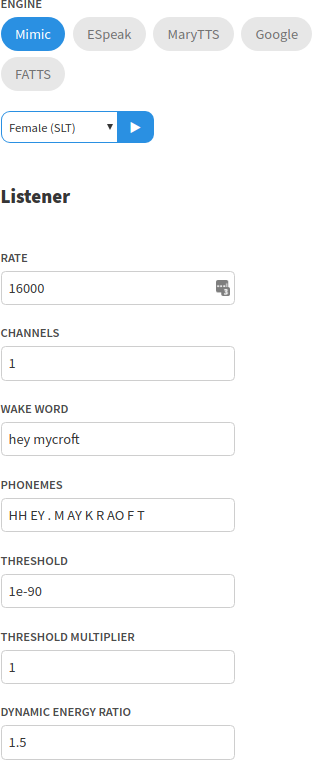 ENGINE
Mimic ESpeak MaryTTS Google
FATTS
Female (SLT)
Listener
RATE
16000
CHANNELS
1
WAKE WORD
hey mycroft
PHONEMES
HH EY . M AY K R AO F T
THRESHOLD
1e-90
THRESHOLD MULTIPLIER
1
DYNAMIC ENERGY RATIO
1.5